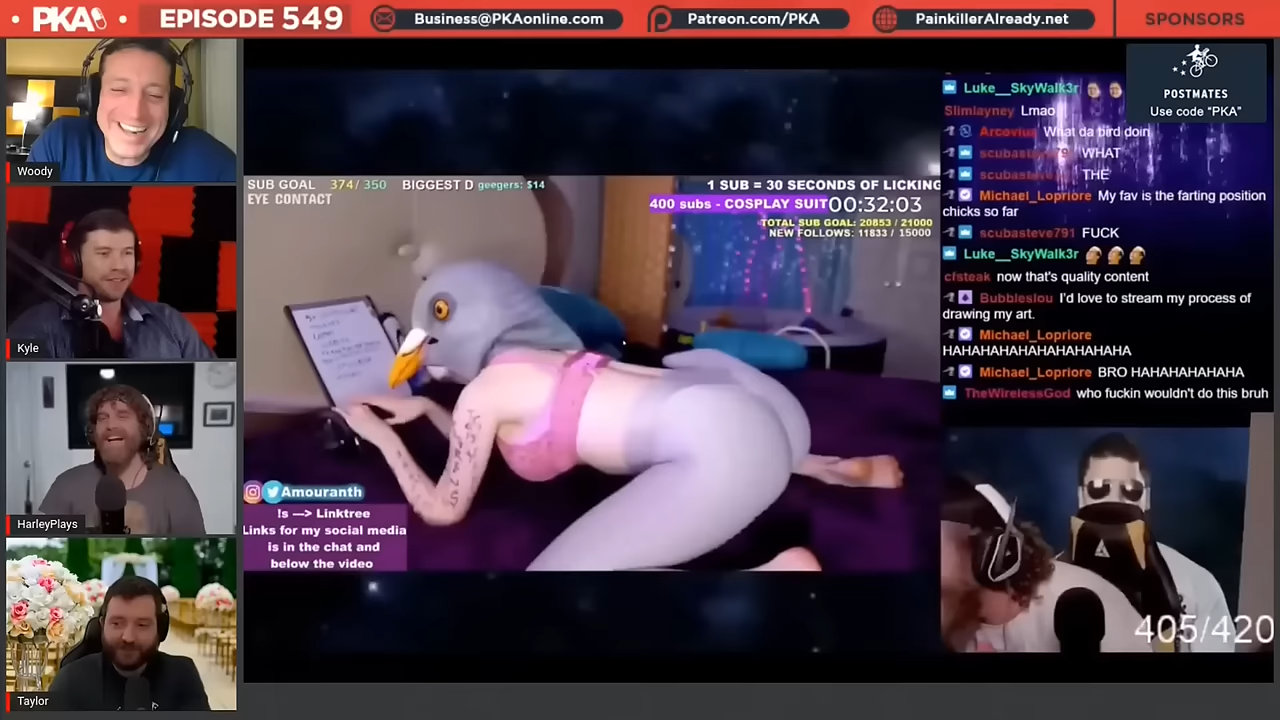 PKA
EPISODE 549
Business@PKAonline.com
Patreon.com/PKA
PainkillerAlready.net
SPONSORS
Woody
Kyle
HarleyPlays
Taylor
SUB GOAL 374/ 350 BIGGEST D geegers: $14
EYE CONTACT
1 SUB = 30 SECONDS OF LICKING
400 subs - COSPLAY SUIT 00:32:03
TOTAL SUB GOAL: 20853 / 21000
NEW FOLLOWS: 11833 / 15000
Amouranth
!s —> Linktree
Links for my social media
is in the chat and
below the video
POSTMATES
Use code “PKA”
Luke__SkyWalk3r
Slimlayney Lmao
Arcovius What da bird doin
WHAT
THE
Michael_Lopriore My fav is the farting position
chicks so far
scubasteve791 FUCK
Luke__SkyWalk3r
cfsteak now that's quality content
Bubbleslou I'd love to stream my process of
drawing my art.
Michael_Lopriore
HAHAHAHAHAHAHAHAHA
Michael_Lopriore BRO HAHAHAHAHAHA
TheWirelessGod who fuckin wouldn't do this bruh
405/420